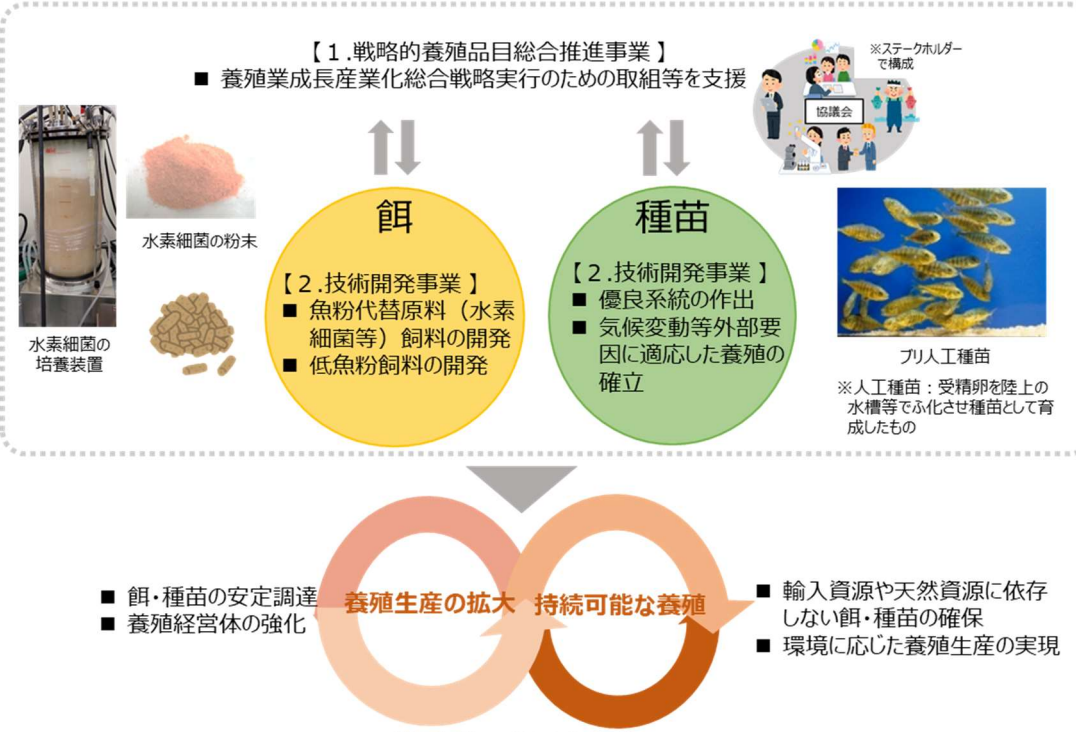 【１.戦略的養殖品目総合推進事業】
■ 養殖業成長産業化総合戦略実行のための取組等を支援
※ステークホルダー
で構成
協議会
水素細菌の粉末
水素細菌の
培養装置
餌
【２.技術開発事業】
■ 魚粉代替原料（水素
細菌等）飼料の開発
■ 低魚粉飼料の開発
種苗
【２.技術開発事業】
■ 優良系統の作出
■ 気候変動等外部要
因に適応した養殖の
確立
ブリ人工種苗
※人工種苗：受精卵を陸上の
水槽等でふ化させ種苗として育
成したもの
■ 餌・種苗の安定調達
■ 養殖経営体の強化
養殖生産の拡大
持続可能な養殖
■ 輸入資源や天然資源に依存
しない餌・種苗の確保
■ 環境に応じた養殖生産の実現